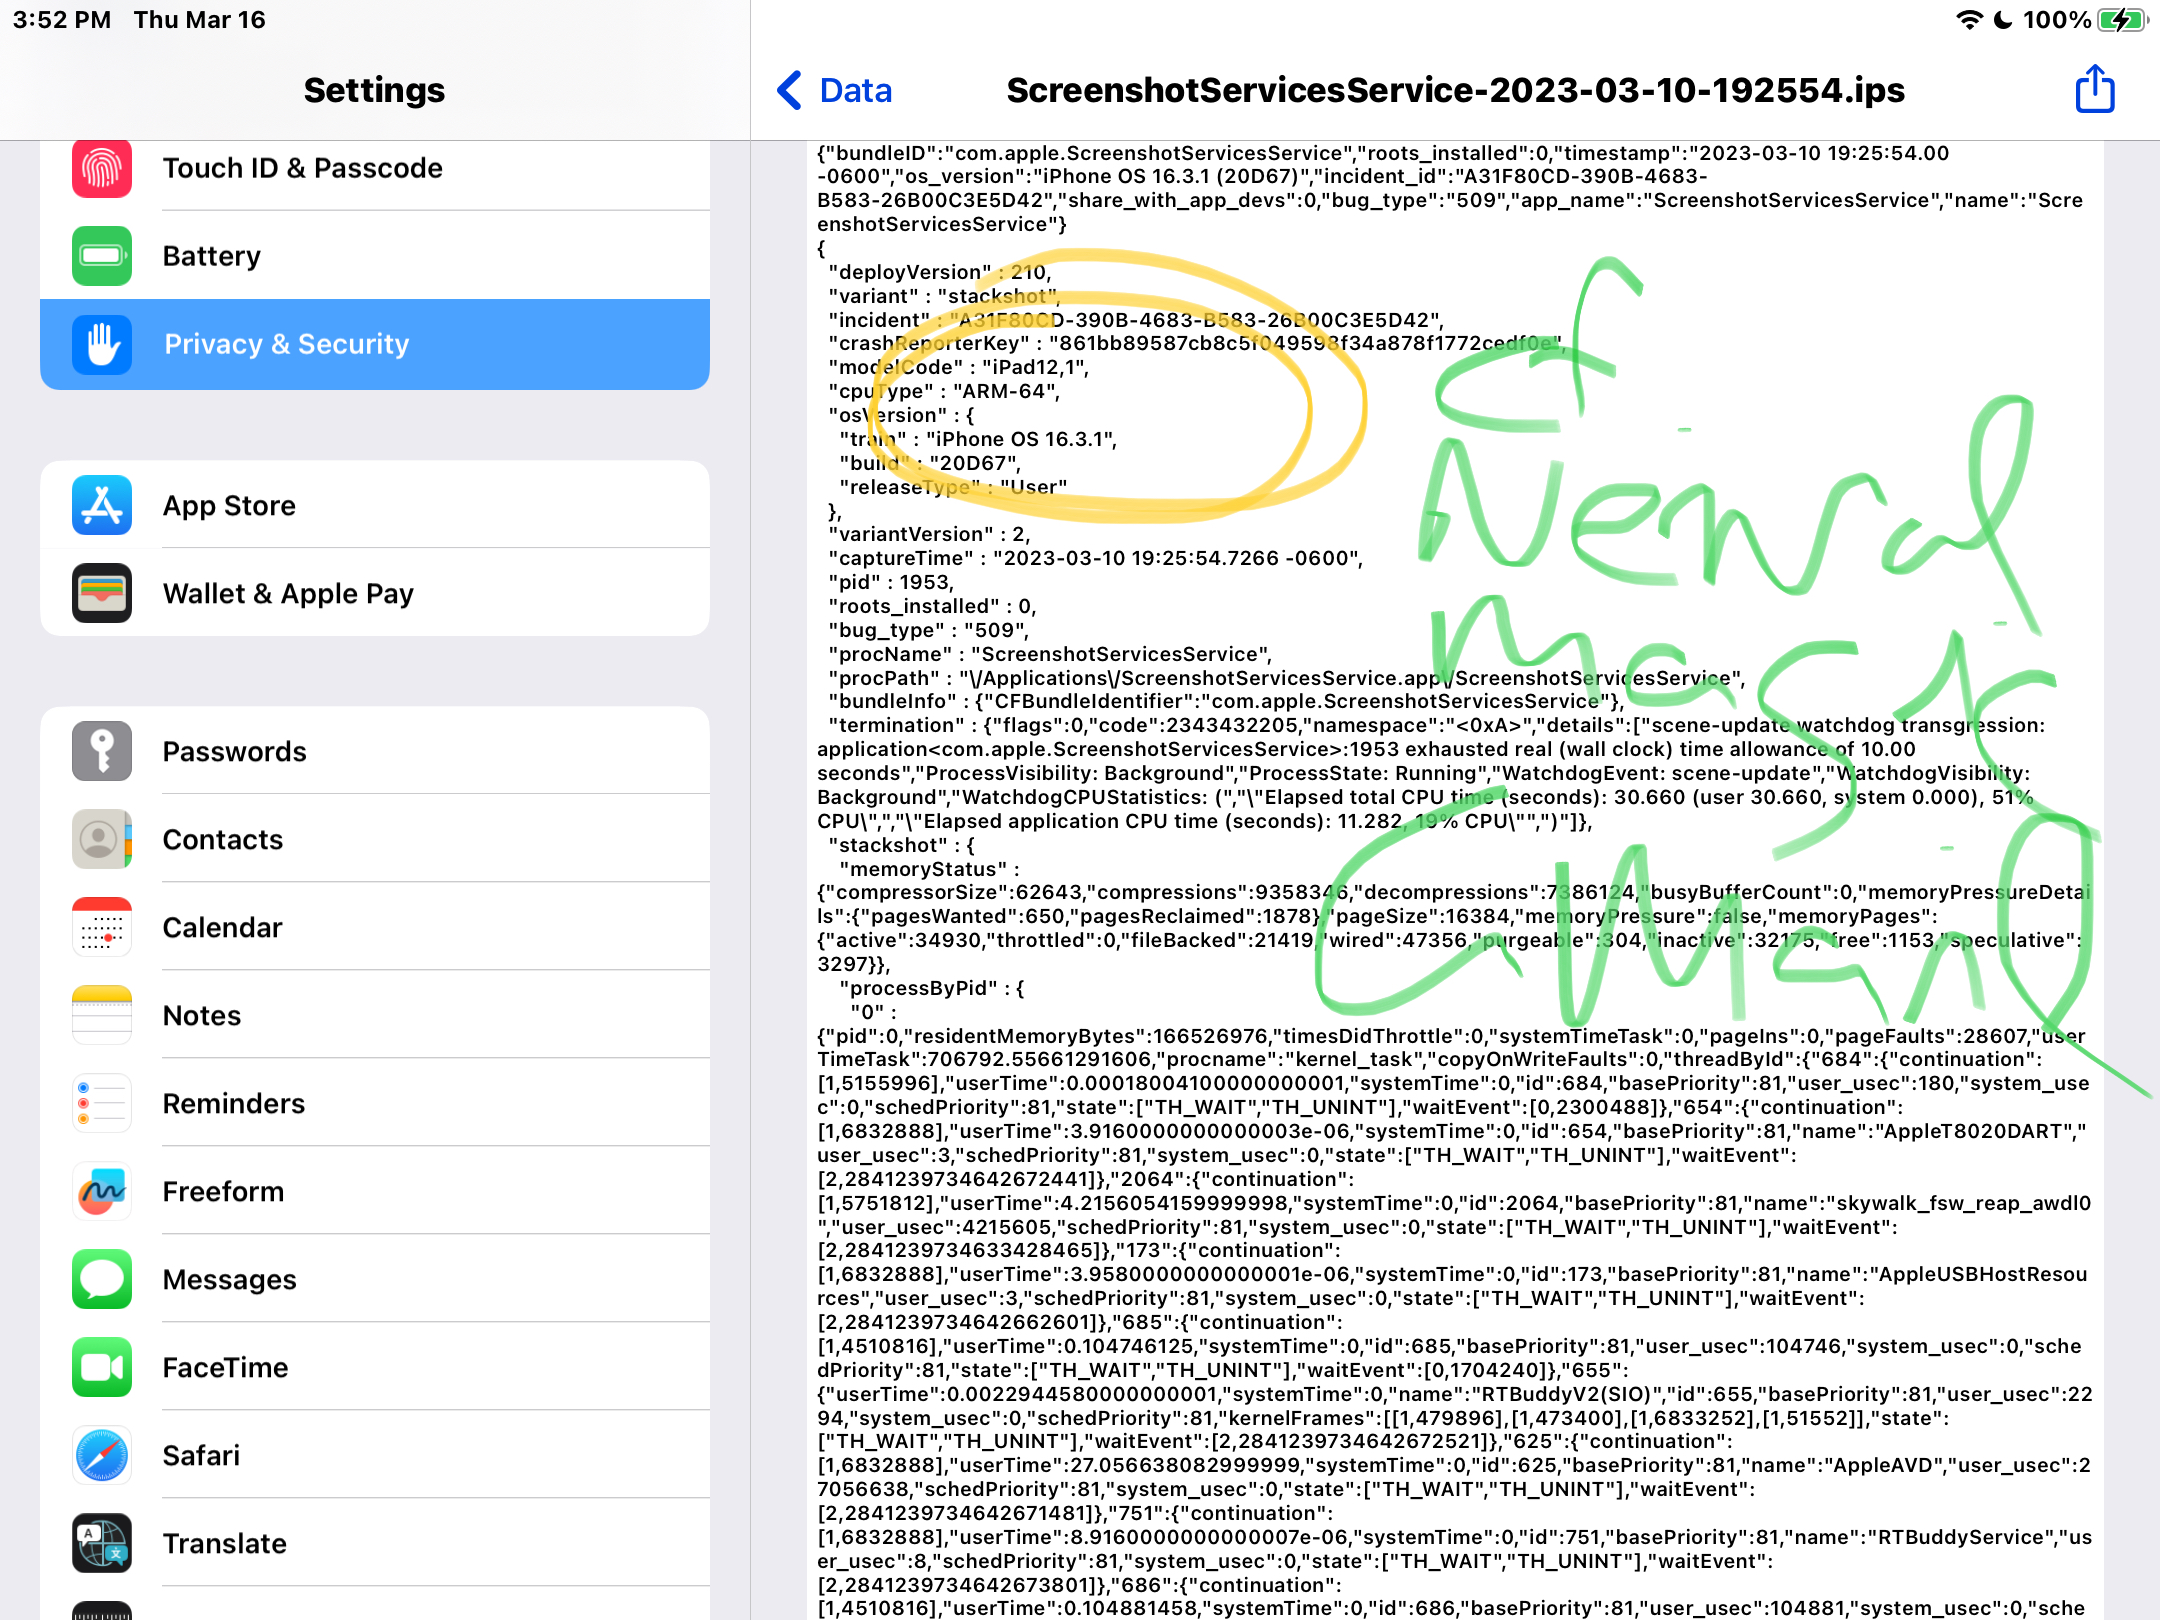 3:52 PM Thu Mar 16
100%
Settings
Touch ID & Passcode
Battery
Privacy & Security
App Store
Wallet & Apple Pay
Passwords
Contacts
Calendar
Notes
Reminders
Freeform
Messages
FaceTime
Safari
Translate
Data
ScreenshotServicesService-2023-03-10-192554.ips
{"bundleID":"com.apple.ScreenshotServicesService","roots_installed":0,"timestamp":"2023-03-10 19:25:54.00
-0600","os_version":"iPhone OS 16.3.1 (20D67)","incident_id":"A31F80CD-390B-4683-
B583-26B00C3E5D42","share_with_app_devs":0,"bug_type":"509","app_name":"ScreenshotServicesService","name":"Scre
enshotServicesService"}
{
"deployVersion" : 210,
"variant" : "stackshot",
"incident" : "A31F80CD-390B-4683-B583-26B00C3E5D42",
"crashReporterKey" : "861bb89587cb8c5f049598f34a878f1772cedf0e",
"modelCode" : "iPad12,1",
"cpuType" : "ARM-64",
"osVersion" : {
"train" : "iPhone OS 16.3.1",
"build" : "20D67",
"releaseType" : "User"
},
"variantVersion" : 2,
"captureTime" : "2023-03-10 19:25:54.7266 -0600",
"pid" : 1953,
"roots_installed" : 0,
"bug_type" : "509",
"procName" : "ScreenshotServicesService",
"procPath" : "\/Applications\/ScreenshotServicesService.app\/ScreenshotServicesService",
"bundleInfo" : {"CFBundleIdentifier":"com.apple.ScreenshotServicesService"},
"termination" : {"flags":0,"code":2343432205,"namespace":"<0xA>","details":["scene-update watchdog transgression:
application<com.apple.ScreenshotServicesService>:1953 exhausted real (wall clock) time allowance of 10.00
seconds","ProcessVisibility: Background","ProcessState: Running","WatchdogEvent: scene-update","WatchdogVisibility:
Background","WatchdogCPUStatistics: (","\"Elapsed total CPU time (seconds): 30.660 (user 30.660, system 0.000), 51%
CPU\",","\"Elapsed application CPU time (seconds): 11.282, 19% CPU\"",")"]},
"stackshot" : {
"memoryStatus" :
{"compressorSize":62643,"compressions":9358346,"decompressions":7386124,"busyBufferCount":0,"memoryPressureDetai
ls":{"pagesWanted":650,"pagesReclaimed":1878},"pageSize":16384,"memoryPressure":false,"memoryPages":
{"active":34930,"throttled":0,"fileBacked":21419,"wired":47356,"purgeable":304,"inactive":32175,"free":1153,"speculative":
3297}},
"processByPid" : {
"0" :
{"pid":0,"residentMemoryBytes":166526976,"timesDidThrottle":0,"systemTimeTask":0,"pageIns":0,"pageFaults":28607,"user
TimeTask":706792.55661291606,"procname":"kernel_task","copyOnWriteFaults":0,"threadById":{"684":{"continuation":
[1,5155996],"userTime":0.00018004100000000001,"systemTime":0,"id":684,"basePriority":81,"user_usec":180,"system_use
c":0,"schedPriority":81,"state":["TH_WAIT","TH_UNINT"],"waitEvent":[0,2300488]},"654":{"continuation":
[1,6832888],"userTime":3.9160000000000003e-06,"systemTime":0,"id":654,"basePriority":81,"name":"AppleT8020DART","
user_usec":3,"schedPriority":81,"system_usec":0,"state":["TH_WAIT","TH_UNINT"],"waitEvent":
[2,2841239734642672441]},"2064":{"continuation":
[1,5751812],"userTime":4.2156054159999998,"systemTime":0,"id":2064,"basePriority":81,"name":"skywalk_fsw_reap_awdl0
","user_usec":4215605,"schedPriority":81,"system_usec":0,"state":["TH_WAIT","TH_UNINT"],"waitEvent":
[2,2841239734633428465]},"173":{"continuation":
[1,6832888],"userTime":3.9580000000000001e-06,"systemTime":0,"id":173,"basePriority":81,"name":"AppleUSBHostResou
rces","user_usec":3,"schedPriority":81,"system_usec":0,"state":["TH_WAIT","TH_UNINT"],"waitEvent":
[2,2841239734642662601]},"685":{"continuation":
[1,4510816],"userTime":0.104746125,"systemTime":0,"id":685,"basePriority":81,"user_usec":104746,"system_usec":0,"sche
dPriority":81,"state":["TH_WAIT","TH_UNINT"],"waitEvent":[0,1704240]},"655":
{"userTime":0.0022944580000000001,"systemTime":0,"name":"RTBuddyV2(SIO)","id":655,"basePriority":81,"user_usec":22
94,"system_usec":0,"schedPriority":81,"kernelFrames":[[1,479896],[1,473400],[1,6833252],[1,51552]],"state":
["TH_WAIT","TH_UNINT"],"waitEvent":[2,2841239734642672521]},"625":{"continuation":
[1,6832888],"userTime":27.056638082999999,"systemTime":0,"id":625,"basePriority":81,"name":"AppleAVD","user_usec":2
7056638,"schedPriority":81,"system_usec":0,"state":["TH_WAIT","TH_UNINT"],"waitEvent":
[2,2841239734642671481]},"751":{"continuation":
[1,6832888],"userTime":8.9160000000000007e-06,"systemTime":0,"id":751,"basePriority":81,"name":"RTBuddyService","us
er_usec":8,"schedPriority":81,"system_usec":0,"state":["TH_WAIT","TH_UNINT"],"waitEvent":
[2,2841239734642673801]},"686":{"continuation":
[1,4510816],"userTime":0.104881458,"systemTime":0,"id":686,"basePriority":81,"user_usec":104881,"system_usec":0,"sche
cf